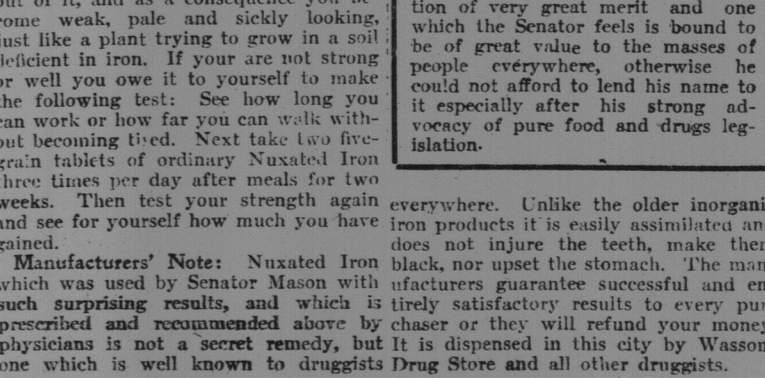 out of it, and as a consequence you be-
come weak, pale and sickly looking,
just like a plant trying to grow in a soil
deficient in iron. If your are not strong
or well you owe it to yourself to make
the following test: See how long you
can work or how far you can walk with-
out becoming tired. Next take two five-
grain tablets of ordinary Nuxated Iron
three times per day after meals for two
weeks. Then test your strength again
and see for yourself how much you have
gained.
Manufacturers' Note: Nuxated Iron
which was used by Senator Mason with
such surprising results, and which is
prescribed and recommended above by
physicians is not a secret remedy, but
one which is well known to druggists
tion of very great merit and one
which the Senator feels is bound to
be of great value to the masses of
people everywhere, otherwise he
could not afford to lend his name to
it especially after his strong ad-
vocacy of pure food and drugs leg-
islation.
everywhere. Unlike the older inorgani
iron products it is easily assimilated an
does not injure the teeth, make them
black, nor upset the stomach. The man
ufacturers guarantee successful and en
tirely satisfactory results to every pur
chaser or they will refund your money
It is dispensed in this city by Wasson
Drug Store and all other druggists.